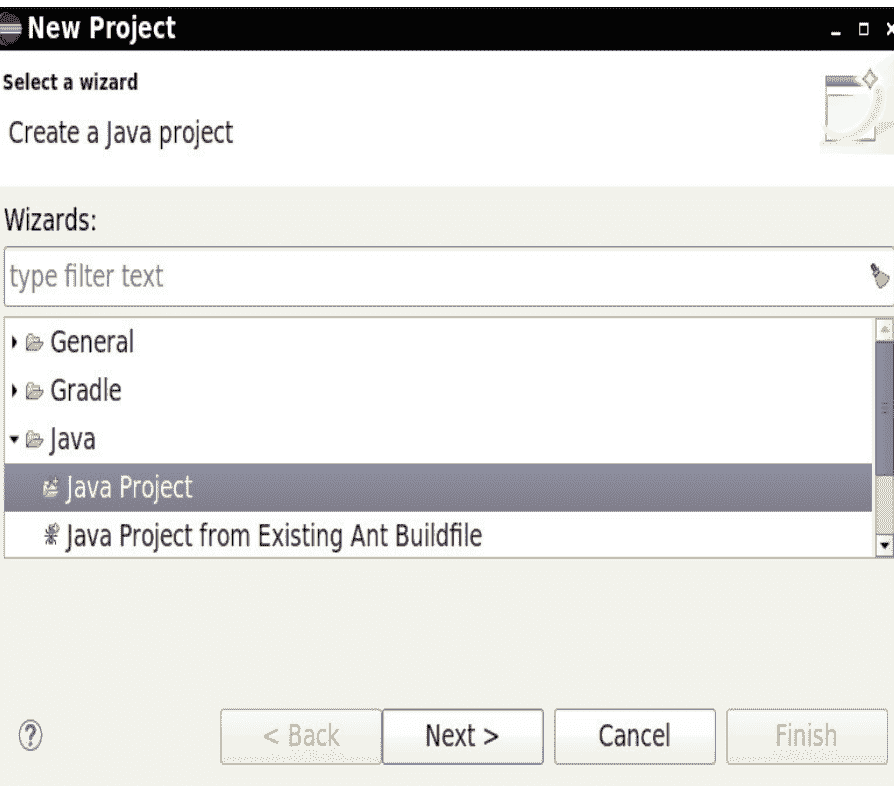 New Project
Select a wizard
Create a Java project
Wizards:
type filter text
General
Gradle
Java
Java Project
Java Project from Existing Ant Buildfile
? < Back Next > Cancel Finish